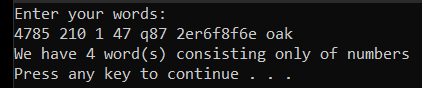 Enter your words:
4785 210 1 47 q87 2er6f8f6e oak
We have 4 word(s) consisting only of numbers
Press any key to continue . . .